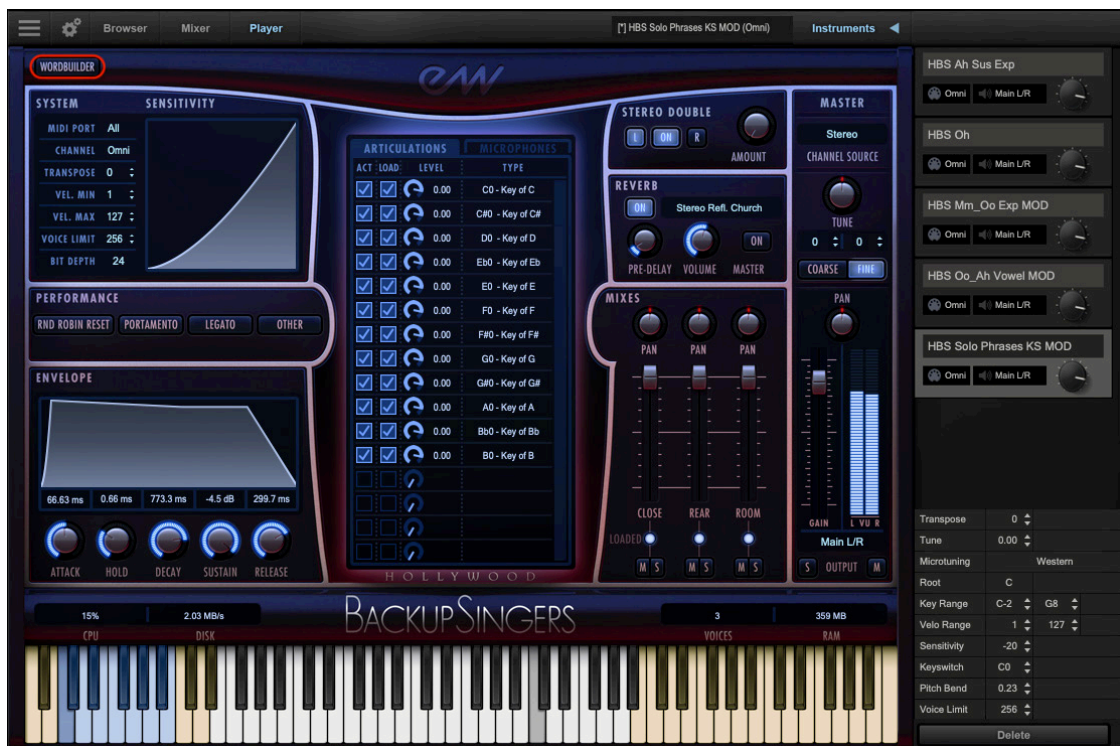 Browser Mixer Player [*] HBS Solo Phrases KS MOD (Omni) Instruments
WORDBUILDER
EW
SYSTEM SENSITIVITY
MIDI PORT All
CHANNEL Omni
TRANSPOSE 0
VEL. MIN 1
VEL. MAX 127
VOICE LIMIT 256
BIT DEPTH 24
PERFORMANCE
RND ROBIN RESET PORTAMENTO LEGATO OTHER
ENVELOPE
66.63 ms 0.66 ms 773.3 ms -4.5 dB 299.7 ms
ATTACK HOLD DECAY SUSTAIN RELEASE
ARTICULATIONS MICROPHONES
ACT LOAD LEVEL TYPE
0.00 C0 - Key of C
0.00 C#0 - Key of C#
0.00 D0 - Key of D
0.00 Eb0 - Key of Eb
0.00 E0 - Key of E
0.00 F0 - Key of F
0.00 F#0 - Key of F#
0.00 G0 - Key of G
0.00 G#0 - Key of G#
0.00 A0 - Key of A
0.00 Bb0 - Key of Bb
0.00 B0 - Key of B
HOLLYWOOD
BACKUPSINGERS
STEREO DOUBLE
L ON R
AMOUNT
REVERB
ON Stereo Refl. Church
ON
PRE-DELAY VOLUME MASTER
MIXES
PAN PAN PAN
CLOSE REAR ROOM
LOADED
M S M S M S
MASTER
Stereo
CHANNEL SOURCE
TUNE
0 0
COARSE FINE
PAN
GAIN L VU R
Main L/R
S OUTPUT M
15% 2.03 MB/s 3 359 MB
CPU DISK VOICES RAM
HBS Ah Sus Exp
Omni Main L/R
HBS Oh
Omni Main L/R
HBS Mm_Oo Exp MOD
Omni Main L/R
HBS Oo_Ah Vowel MOD
Omni Main L/R
HBS Solo Phrases KS MOD
Omni Main L/R
Transpose 0
Tune 0.00
Microtuning Western
Root C
Key Range C-2 G8
Velo Range 1 127
Sensitivity -20
Keyswitch C0
Pitch Bend 0.23
Voice Limit 256
Delete